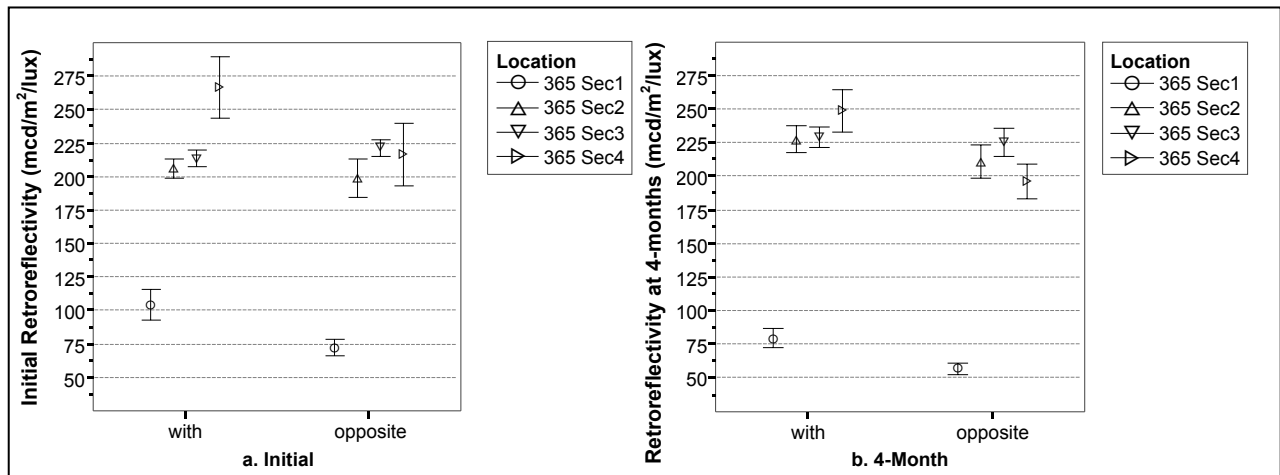 Initial Retroreflectivity (mcd/m²/lux)
275
250
225
200
175
150
125
100
75
50
with
opposite
a. Initial
Location
365 Sec1
365 Sec2
365 Sec3
365 Sec4
Retroreflectivity at 4-months (mcd/m²/lux)
275
250
225
200
175
150
125
100
75
50
with
opposite
b. 4-Month
Location
365 Sec1
365 Sec2
365 Sec3
365 Sec4